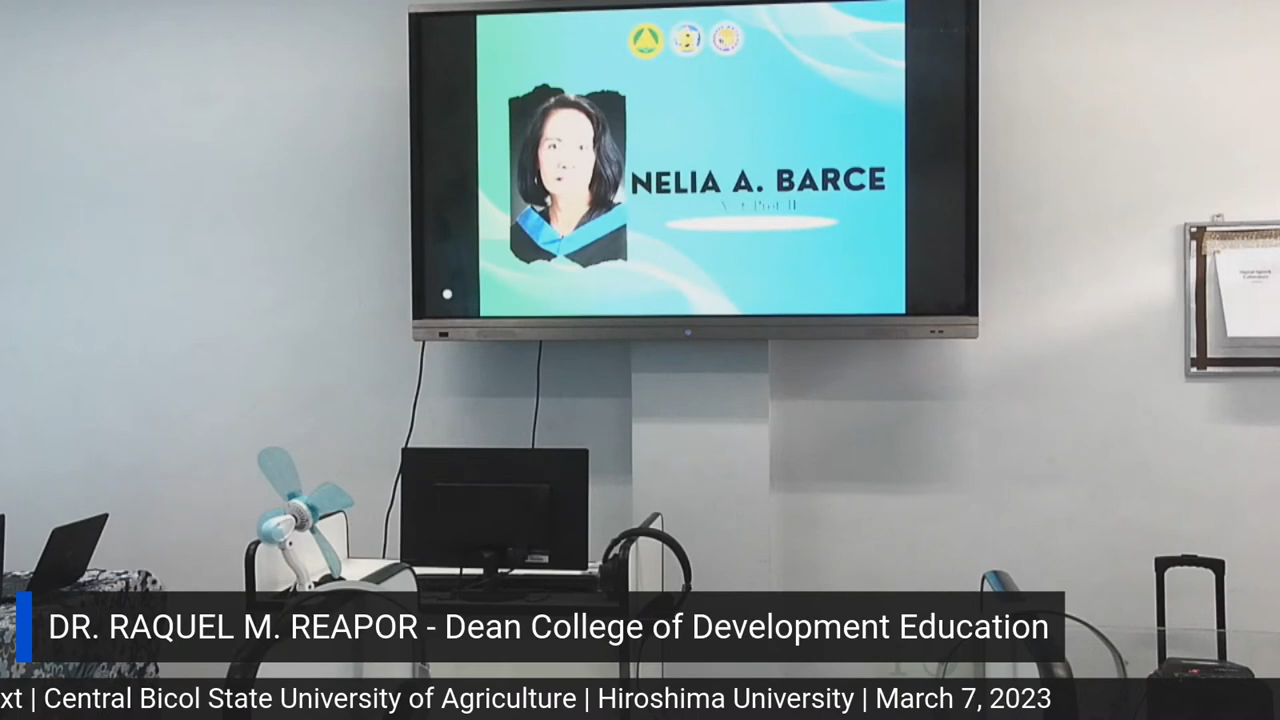 NELIA A. BARCE
DR. RAQUEL M. REAPOR - Dean College of Development Education
xt | Central Bicol State University of Agriculture | Hiroshima University | March 7, 2023